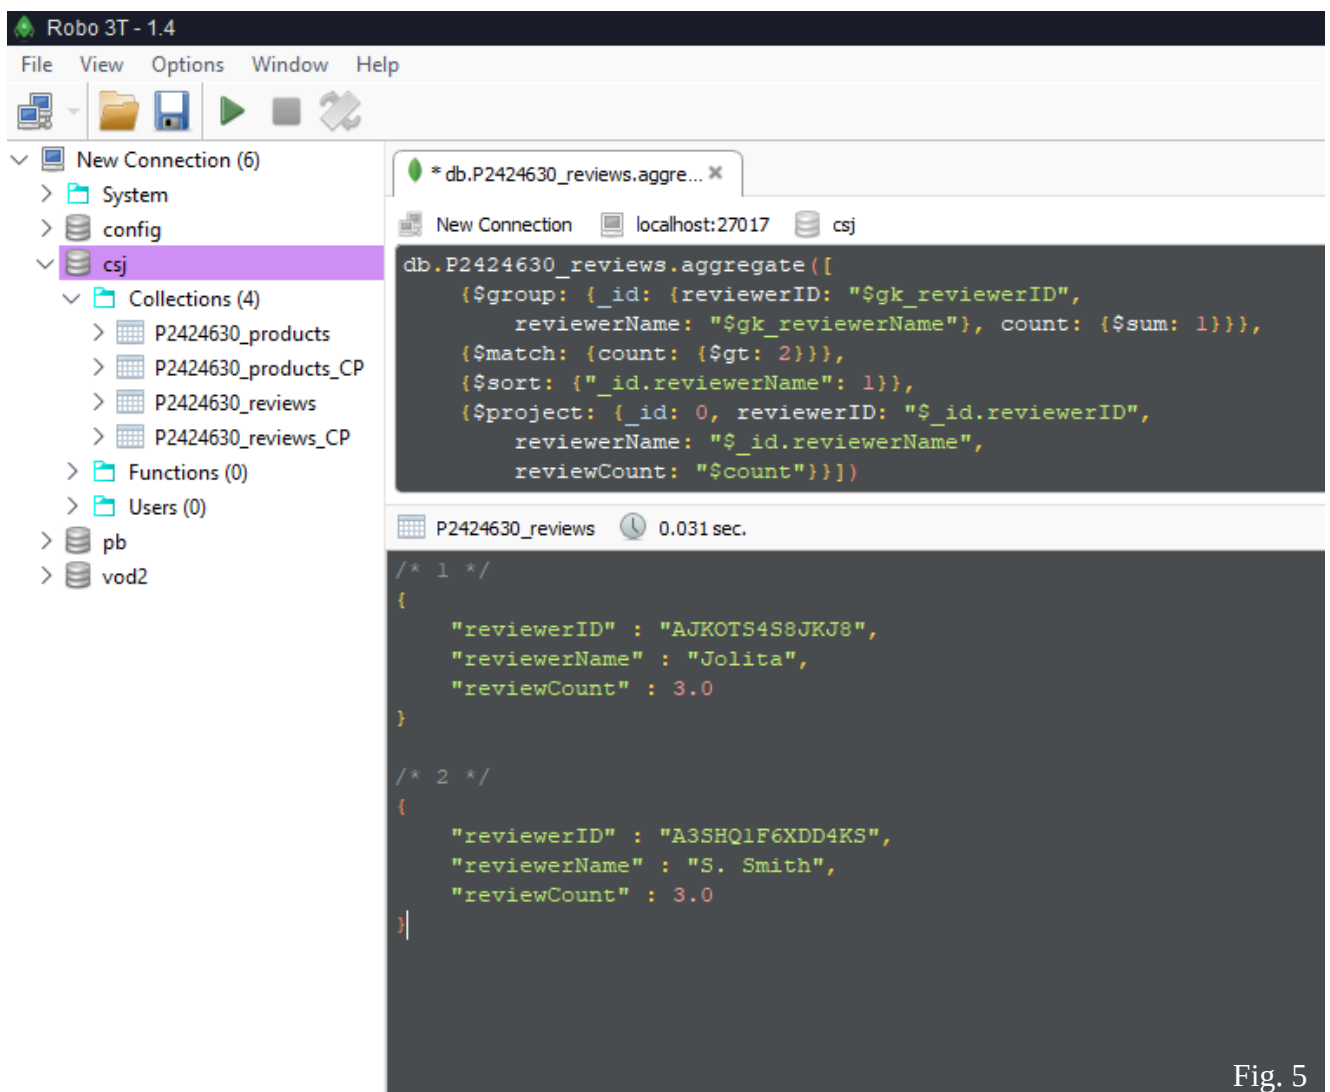 Robo 3T - 1.4
File View Options Window Help
New Connection (6)
System
config
csj
Collections (4)
P2424630_products
P2424630_products_CP
P2424630_reviews
P2424630_reviews_CP
Functions (0)
Users (0)
pb
vod2
* db.P2424630_reviews.aggre...
New Connection localhost:27017 csj
db.P2424630_reviews.aggregate([
    {$group: {_id: {reviewerID: "$gk_reviewerID",
        reviewerName: "$gk_reviewerName"}, count: {$sum: 1}}},
    {$match: {count: {$gt: 2}}},
    {$sort: {"_id.reviewerName": 1}},
    {$project: {_id: 0, reviewerID: "$_id.reviewerID",
        reviewerName: "$_id.reviewerName",
        reviewCount: "$count"}}])
P2424630_reviews 0.031 sec.
/* 1 */
{
    "reviewerID" : "AJKOTS4S8JKJ8",
    "reviewerName" : "Jolita",
    "reviewCount" : 3.0
}
/* 2 */
{
    "reviewerID" : "A3SHQ1F6XDD4KS",
    "reviewerName" : "S. Smith",
    "reviewCount" : 3.0
}
Fig. 5